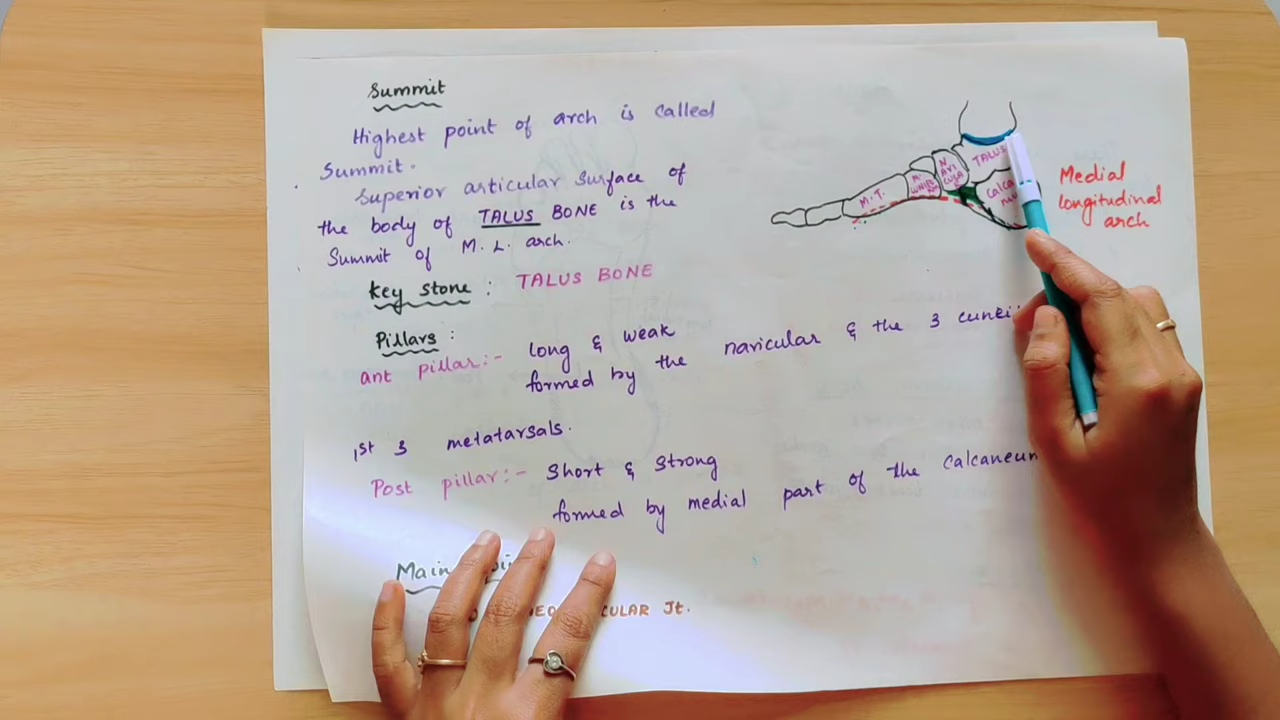 Summit
Highest point of arch is called
Summit.
Superior articular surface of
the body of TALUS BONE is the
Summit of M. L. arch.
Key stone : TALUS BONE
Pillars :
ant pillar:- long & weak
formed by the navicular & the 3
1st 3 metatarsals.
Post pillar:- Short & Strong
formed by medial part of the calcaneum
Main
Jt.
TALUS
M.T.
Medial
longitudinal
arch